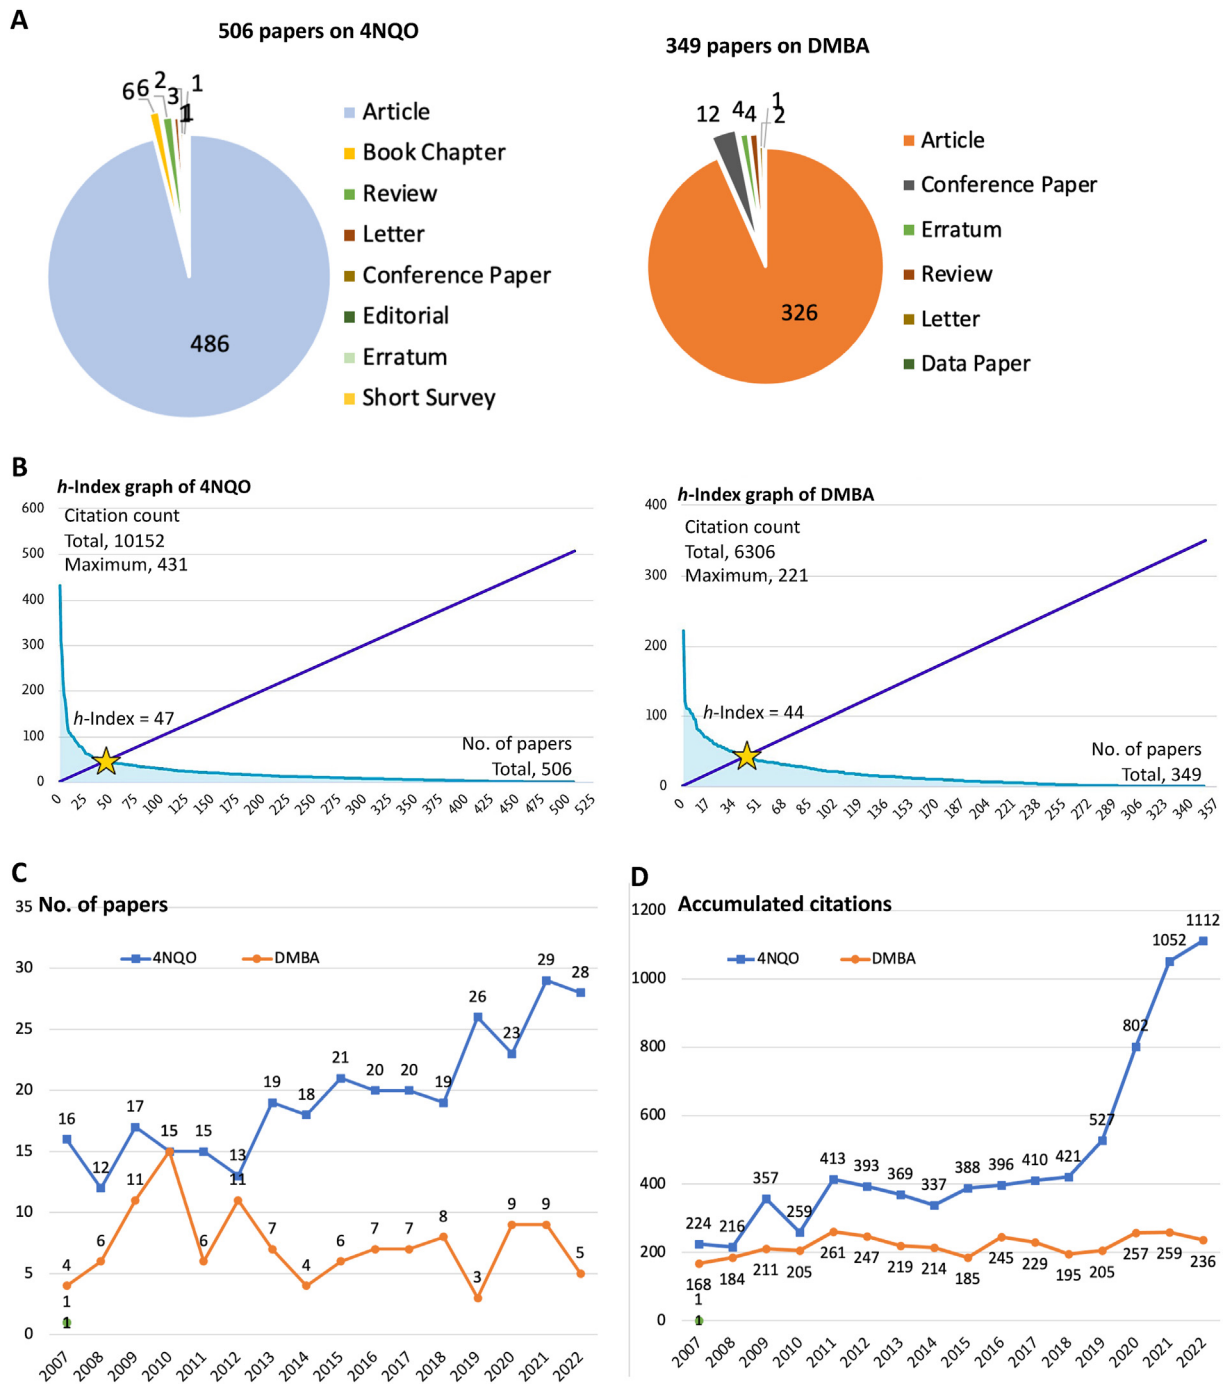 A
506 papers on 4NQO
349 papers on DMBA
6 6 2 3 1 1 1
486
Article
Book Chapter
Review
Letter
Conference Paper
Editorial
Erratum
Short Survey
12 4 4 1 2
326
Article
Conference Paper
Erratum
Review
Letter
Data Paper
B
h-Index graph of 4NQO
600
Citation count
Total, 10152
Maximum, 431
500
400
300
200
100
0
h-Index = 47
No. of papers
Total, 506
0 25 50 75 100 125 150 175 200 225 250 275 300 325 350 375 400 425 450 475 500 525
h-Index graph of DMBA
400
Citation count
Total, 6306
Maximum, 221
300
200
100
0
h-Index = 44
No. of papers
Total, 349
0 17 34 51 68 85 102 119 136 153 170 187 204 221 238 255 272 289 306 323 340 357
C
35 No. of papers
4NQO DMBA
30
25
20
15
10
5
0
16 12 17 15 15 13 19 18 21 20 20 19 26 23 29 28
4 6 11 6 11 7 4 6 7 7 8 3 9 9 5
1
1
2007 2008 2009 2010 2011 2012 2013 2014 2015 2016 2017 2018 2019 2020 2021 2022
D
1200 Accumulated citations
4NQO DMBA
1000
800
600
400
200
0
224 216 357 259 413 393 369 337 388 396 410 421 527 802 1052 1112
168 184 211 205 261 247 219 214 185 245 229 195 205 257 259 236
1
1
2007 2008 2009 2010 2011 2012 2013 2014 2015 2016 2017 2018 2019 2020 2021 2022